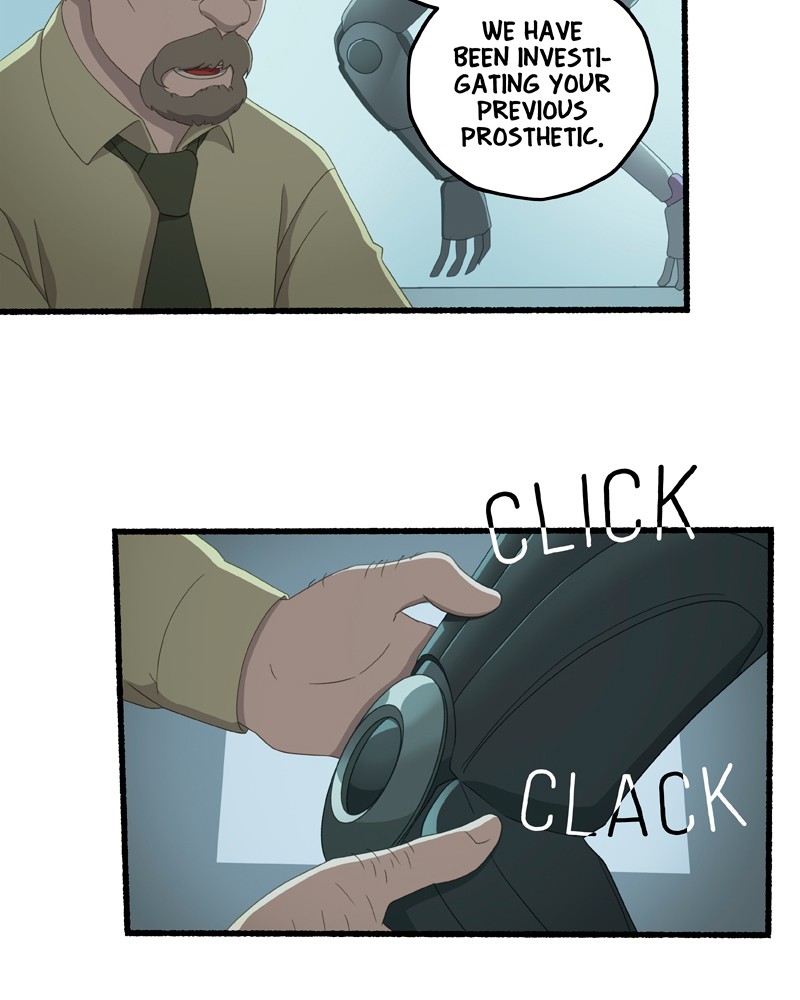 WE HAVE
BEEN INVESTI-
GATING YOUR
PREVIOUS
PROSTHETIC.
CLICK
CLACK